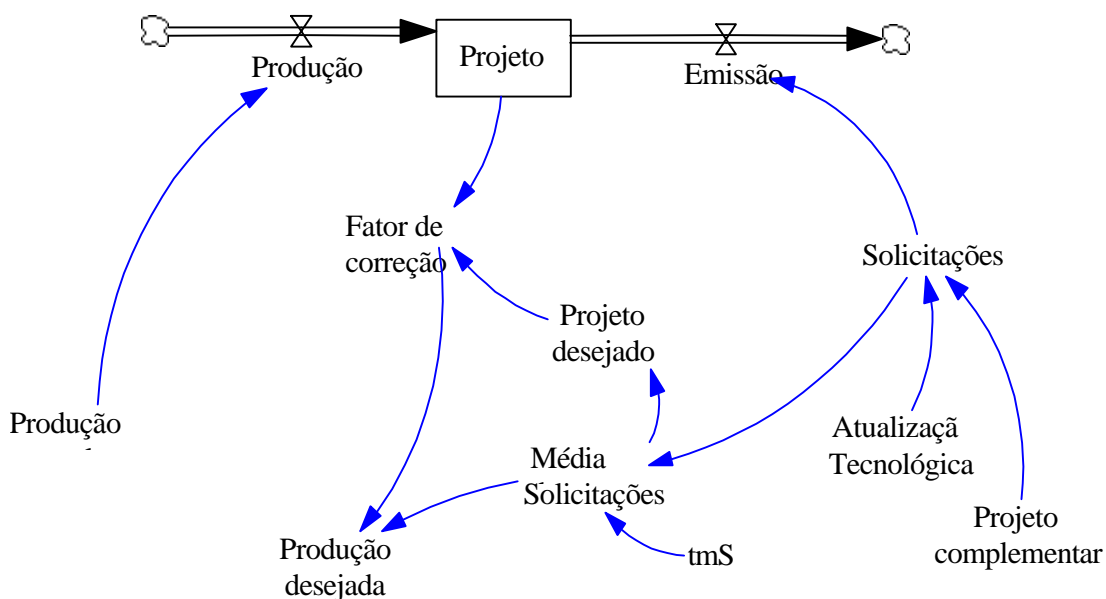 Projeto
Produção
Emissão
Fator de
correção
Solicitações
Projeto
desejado
Produção
Atualizaçã
Tecnológica
Média
Solicitações
Projeto
complementar
Produção
desejada
tmS